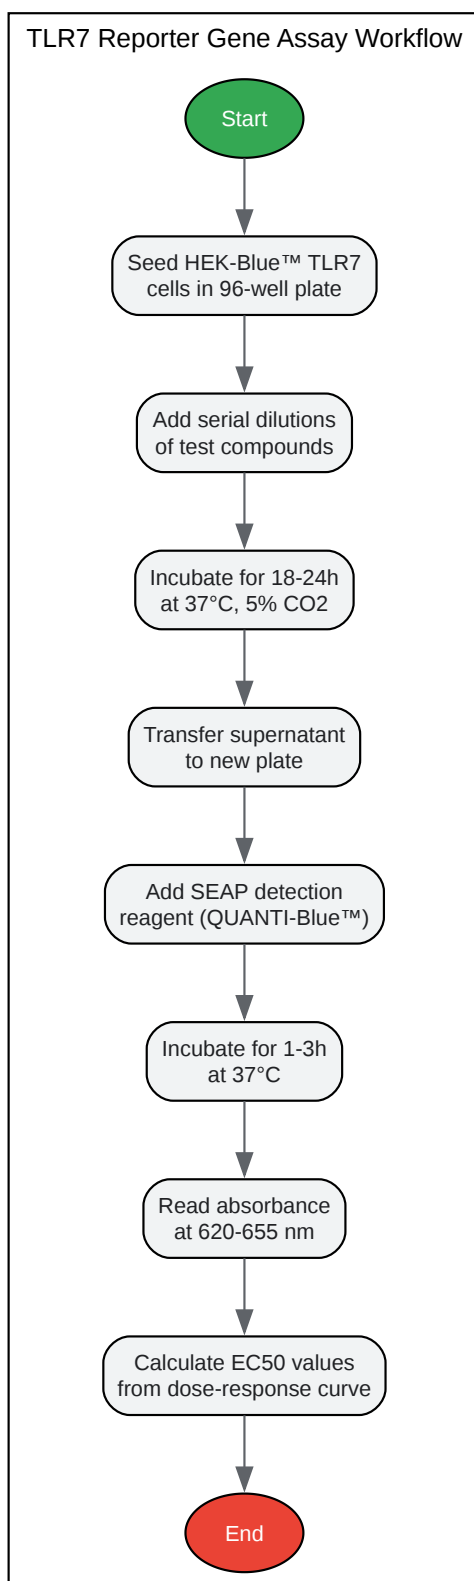 TLR7 Reporter Gene Assay Workflow
Start
Seed HEK-Blue™ TLR7
cells in 96-well plate
Add serial dilutions
of test compounds
Incubate for 18-24h
at 37°C, 5% CO2
Transfer supernatant
to new plate
Add SEAP detection
reagent (QUANTI-Blue™)
Incubate for 1-3h
at 37°C
Read absorbance
at 620-655 nm
Calculate EC50 values
from dose-response curve
End